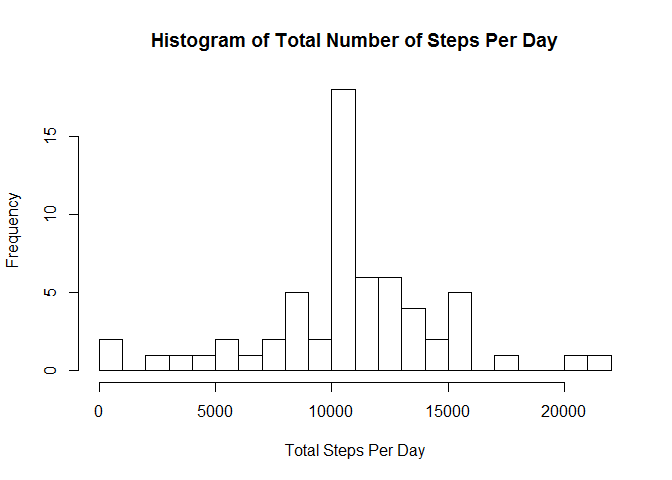 Histogram of Total Number of Steps Per Day
Frequency
15
10
5
0
0 5000 10000 15000 20000
Total Steps Per Day